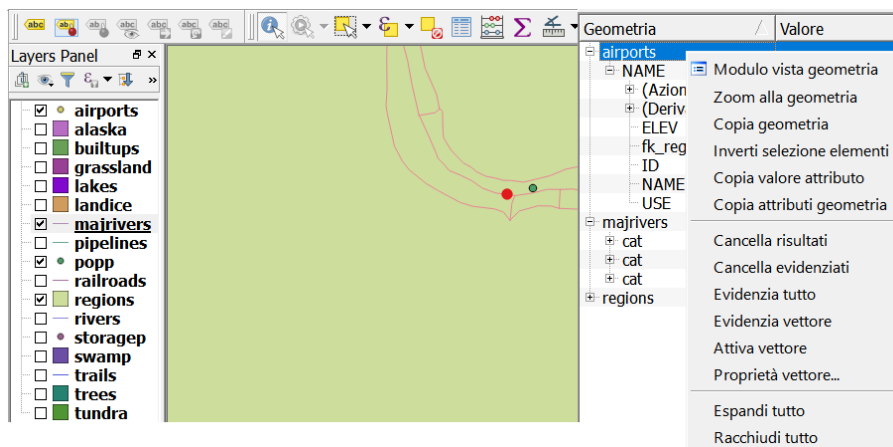 abc abc abc abc abc abc
Layers Panel
airports
alaska
builtups
grassland
lakes
landice
majrivers
pipelines
popp
railroads
regions
rivers
storagep
swamp
trails
trees
tundra
Geometria Valore
airports
NAME
(Azion
(Deriv
ELEV
fk_reg
ID
NAME
USE
majrivers
cat
cat
cat
regions
Modulo vista geometria
Zoom alla geometria
Copia geometria
Inverti selezione elementi
Copia valore attributo
Copia attributi geometria
Cancella risultati
Cancella evidenziati
Evidenzia tutto
Evidenzia vettore
Attiva vettore
Proprietà vettore...
Espandi tutto
Racchiudi tutto